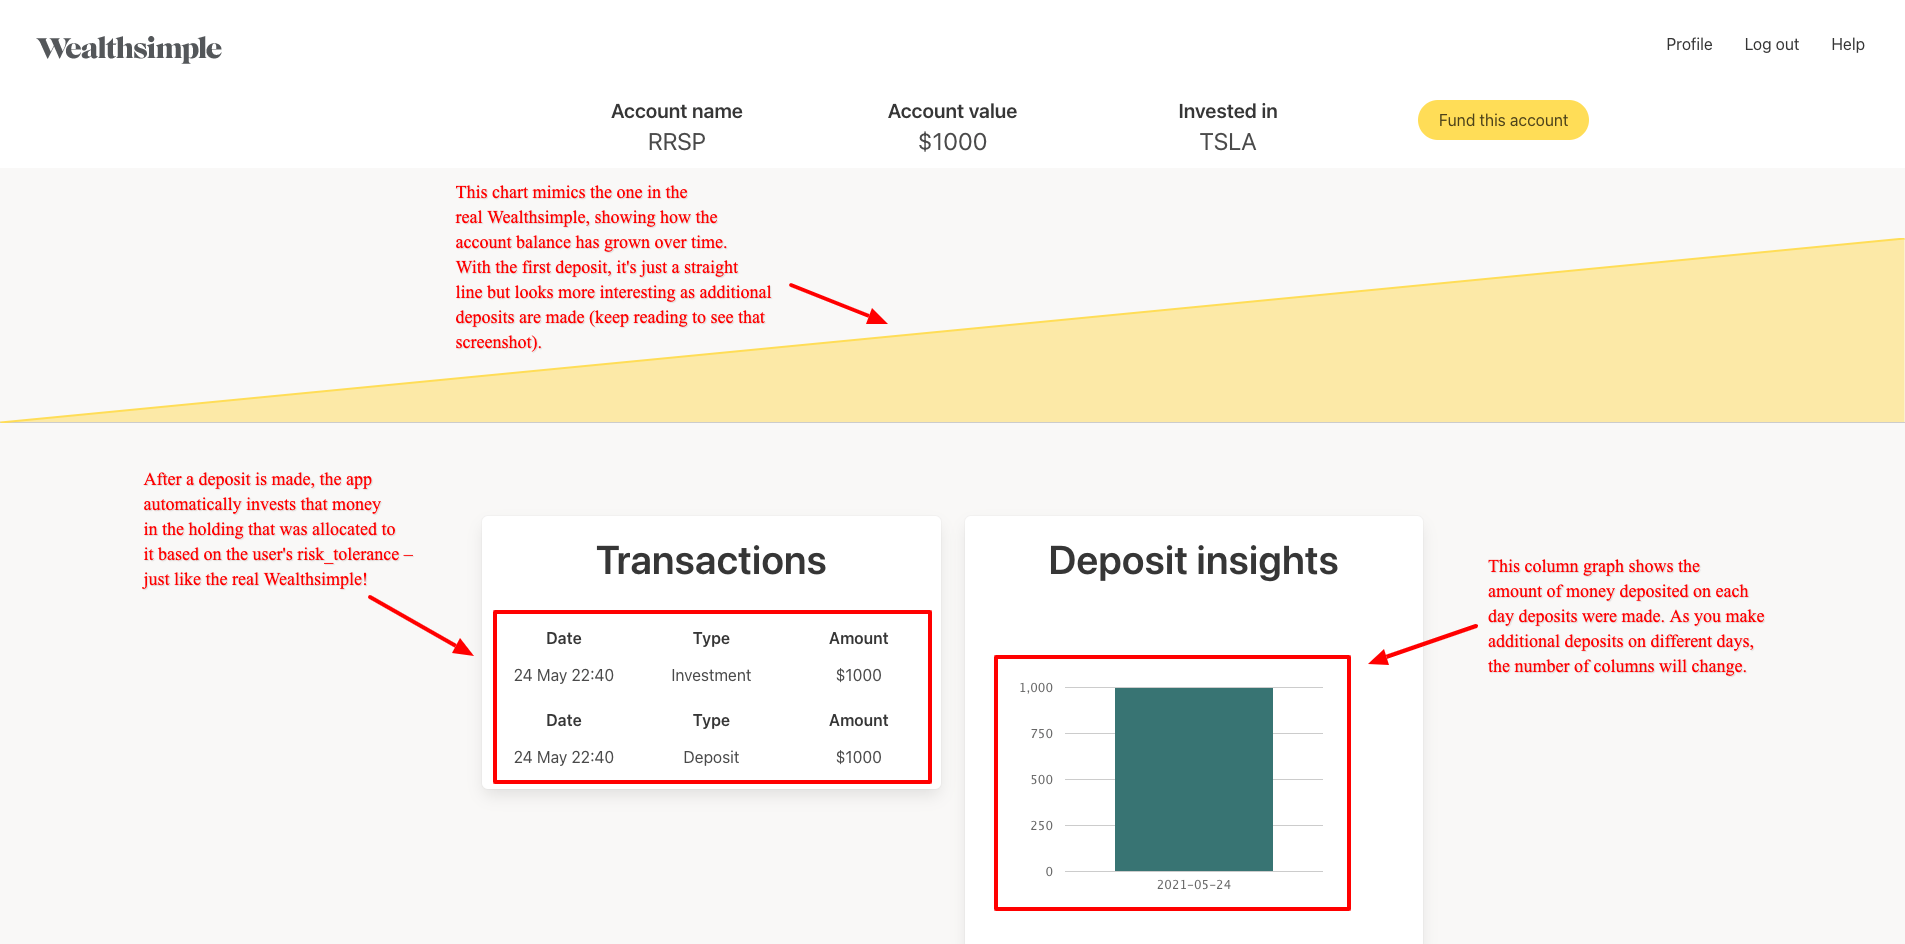 Wealthsimple
Profile Log out Help
Account name Account value Invested in Fund this account
RRSP $1000 TSLA
This chart mimics the one in the
real Wealthsimple, showing how the
account balance has grown over time.
With the first deposit, it's just a straight
line but looks more interesting as additional
deposits are made (keep reading to see that
screenshot).
After a deposit is made, the app
automatically invests that money
in the holding that was allocated to
it based on the user's risk_tolerance –
just like the real Wealthsimple!
Transactions
Date Type Amount
24 May 22:40 Investment $1000
Date Type Amount
24 May 22:40 Deposit $1000
Deposit insights
1,000
750
500
250
0
2021-05-24
This column graph shows the
amount of money deposited on each
day deposits were made. As you make
additional deposits on different days,
the number of columns will change.